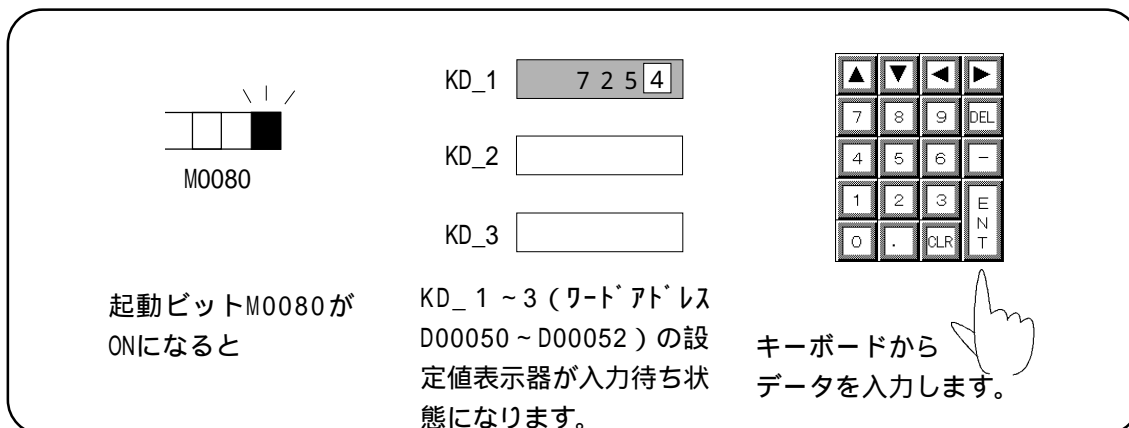 KD_1 7254
KD_2
KD_3
M0080
▲ ▼ ◀ ▶
7 8 9 DEL
4 5 6 −
1 2 3 ENT
0 . CLR
起動ビットM0080が
ONになると
KD_1~3(ワードアドレス
D00050~D00052)の設
定値表示器が入力待ち状
態になります。
キーボードから
データを入力します。